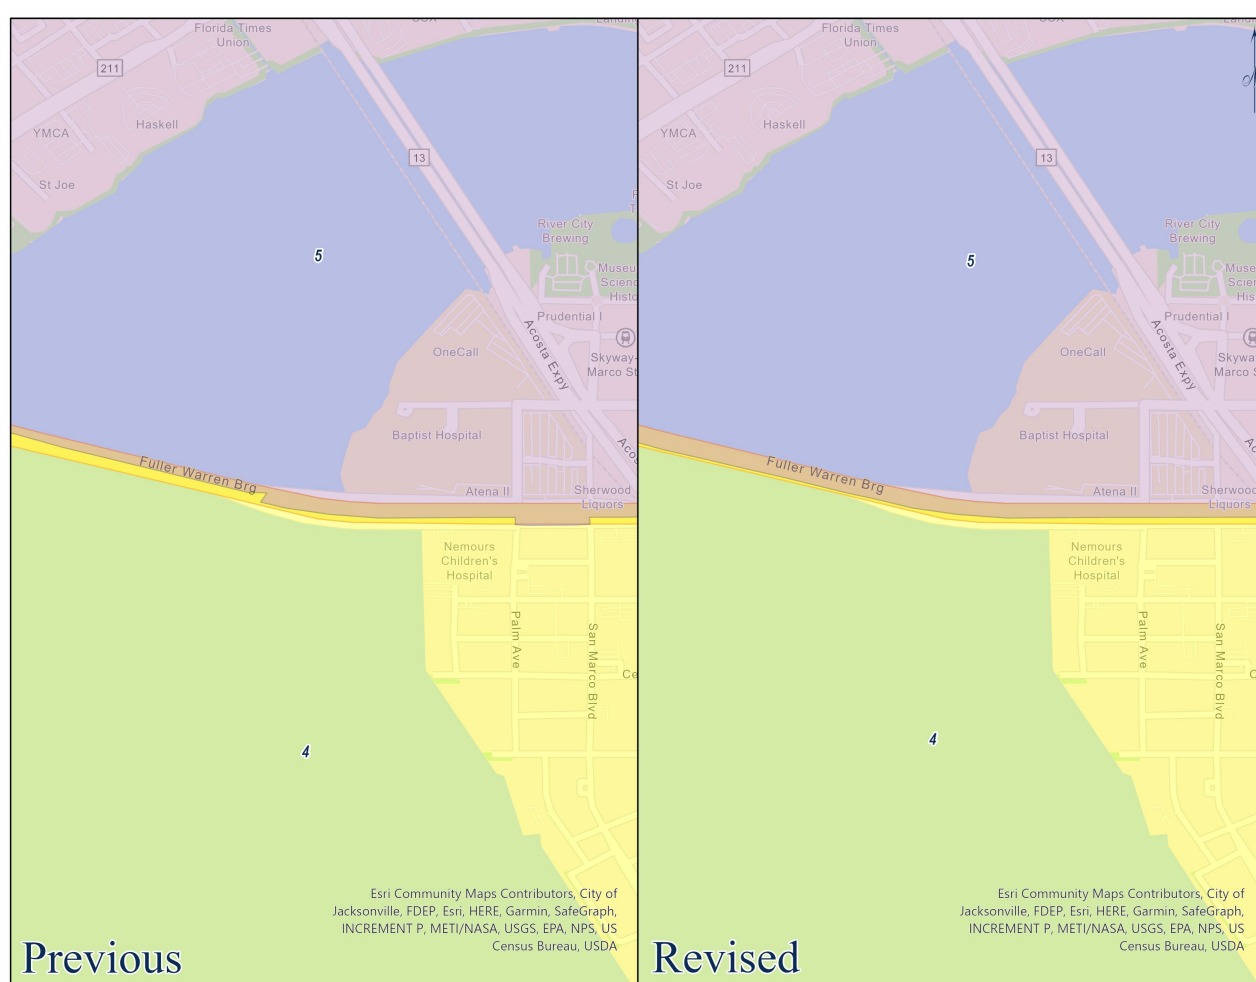 Florida Times
Union
211
YMCA
Haskell
St Joe
13
River City
Brewing
5
Prudential I
Skyway-
Marco St
OneCall
Acosta Expy
Baptist Hospital
Fuller Warren Brg
Atena II
Sherwood
Liquors
Nemours
Children's
Hospital
Palm Ave
San Marco Blvd
4
Esri Community Maps Contributors, City of
Jacksonville, FDEP, Esri, HERE, Garmin, SafeGraph,
INCREMENT P, METI/NASA, USGS, EPA, NPS, US
Census Bureau, USDA
Previous
Florida Times
Union
211
YMCA
Haskell
St Joe
13
River City
Brewing
5
Prudential I
Marco S
OneCall
Acosta Expy
Baptist Hospital
Fuller Warren Brg
Atena II
Sherwood
Liquors
Nemours
Children's
Hospital
Palm Ave
San Marco Blvd
4
Esri Community Maps Contributors, City of
Jacksonville, FDEP, Esri, HERE, Garmin, SafeGraph,
INCREMENT P, METI/NASA, USGS, EPA, NPS, US
Census Bureau, USDA
Revised